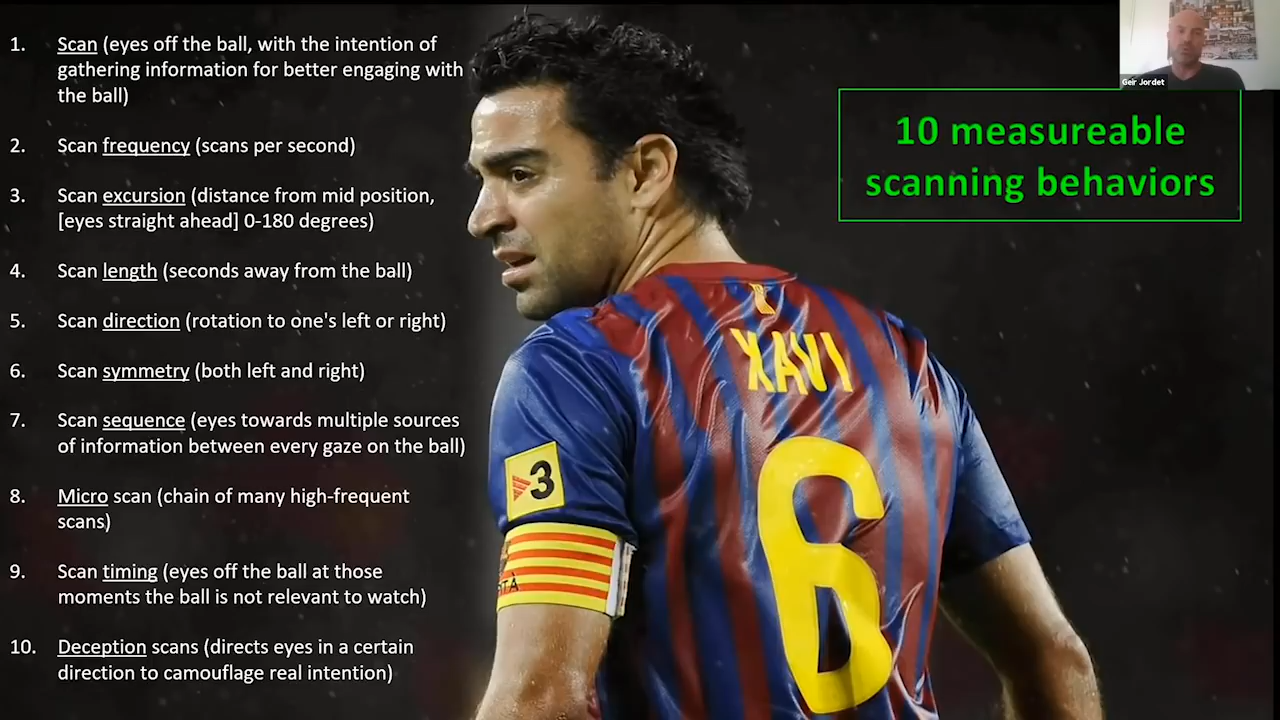 1. Scan (eyes off the ball, with the intention of
gathering information for better engaging with
the ball)
2. Scan frequency (scans per second)
3. Scan excursion (distance from mid position,
[eyes straight ahead] 0-180 degrees)
4. Scan length (seconds away from the ball)
5. Scan direction (rotation to one's left or right)
6. Scan symmetry (both left and right)
7. Scan sequence (eyes towards multiple sources
of information between every gaze on the ball)
8. Micro scan (chain of many high-frequent
scans)
9. Scan timing (eyes off the ball at those
moments the ball is not relevant to watch)
10. Deception scans (directs eyes in a certain
direction to camouflage real intention)
Geir Jordet
10 measureable
scanning behaviors
XAVI
6
3